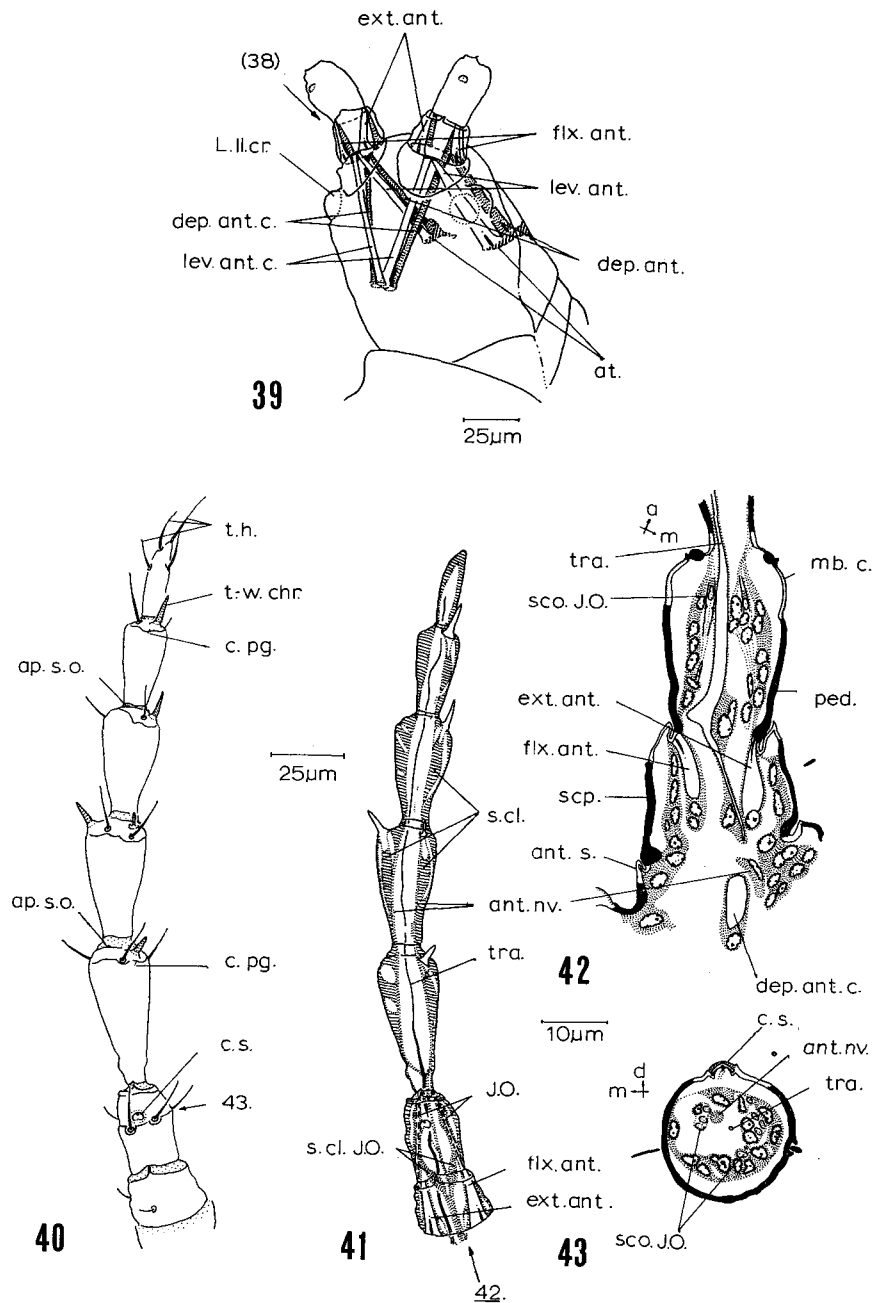 ext. ant.
(38)
L.II.cr.
flx. ant.
lev. ant.
dep. ant. c.
lev. ant. c.
dep. ant.
at.
39
25µm
t.h.
t.-w. chr.
c. pg.
ap. s.o.
25µm
ap. s.o.
c. pg.
c.s.
43.
40
s.cl.
ant. nv.
tra.
J.O.
s. cl. J.O.
flx. ant.
ext. ant.
41
42.
a
m
tra.
mb. c.
sco. J.O.
ext. ant.
ped.
flx. ant.
scp.
ant. s.
42
dep. ant. c.
10µm
c.s.
ant. nv.
d
m
tra.
sco. J.O.
43